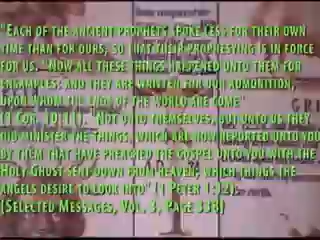 "Each of the ancient prophets spoke less for their own
time than for ours, so that their prophesying is in force
for us. "Now all these things happened unto them for
ensamples: and they are written for our admonition,
upon whom the ends of the world are come"
(1 Cor. 10:11). "Not unto themselves, but unto us they
did minister the things, which are now reported unto you
by them that have preached the gospel unto you with the
Holy Ghost sent down from heaven; which things the
angels desire to look into" (1 Peter 1:12).
(Selected Messages, Vol. 3, Page 338)